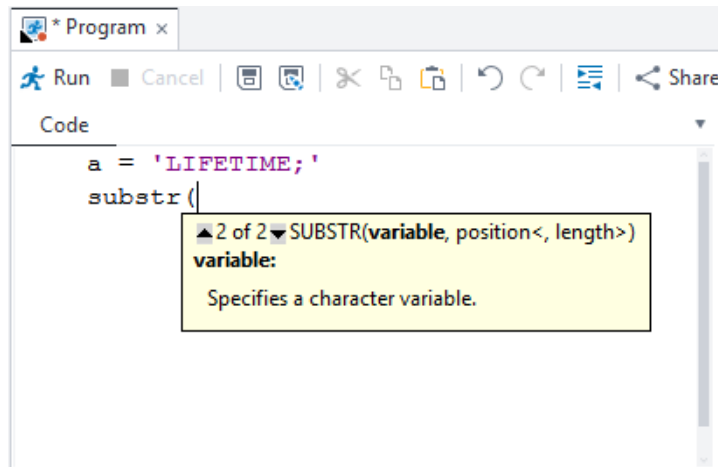 * Program ×
Run Cancel Share
Code
a = 'LIFETIME;'
substr(
▲2 of 2▼SUBSTR(variable, position<, length>)
variable:
Specifies a character variable.